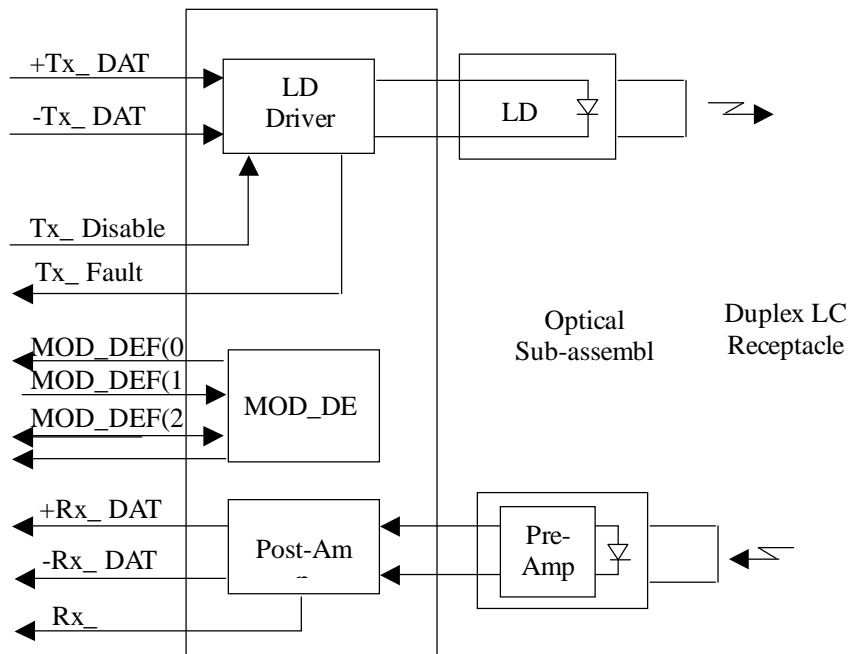 +Tx_ DAT
-Tx_ DAT
LD
Driver
LD
Tx_ Disable
Tx_ Fault
Optical
Sub-assembl
Duplex LC
Receptacle
MOD_DEF(0
MOD_DEF(1
MOD_DEF(2
MOD_DE
+Rx_ DAT
-Rx_ DAT
Rx_
Post-Am
Pre-
Amp